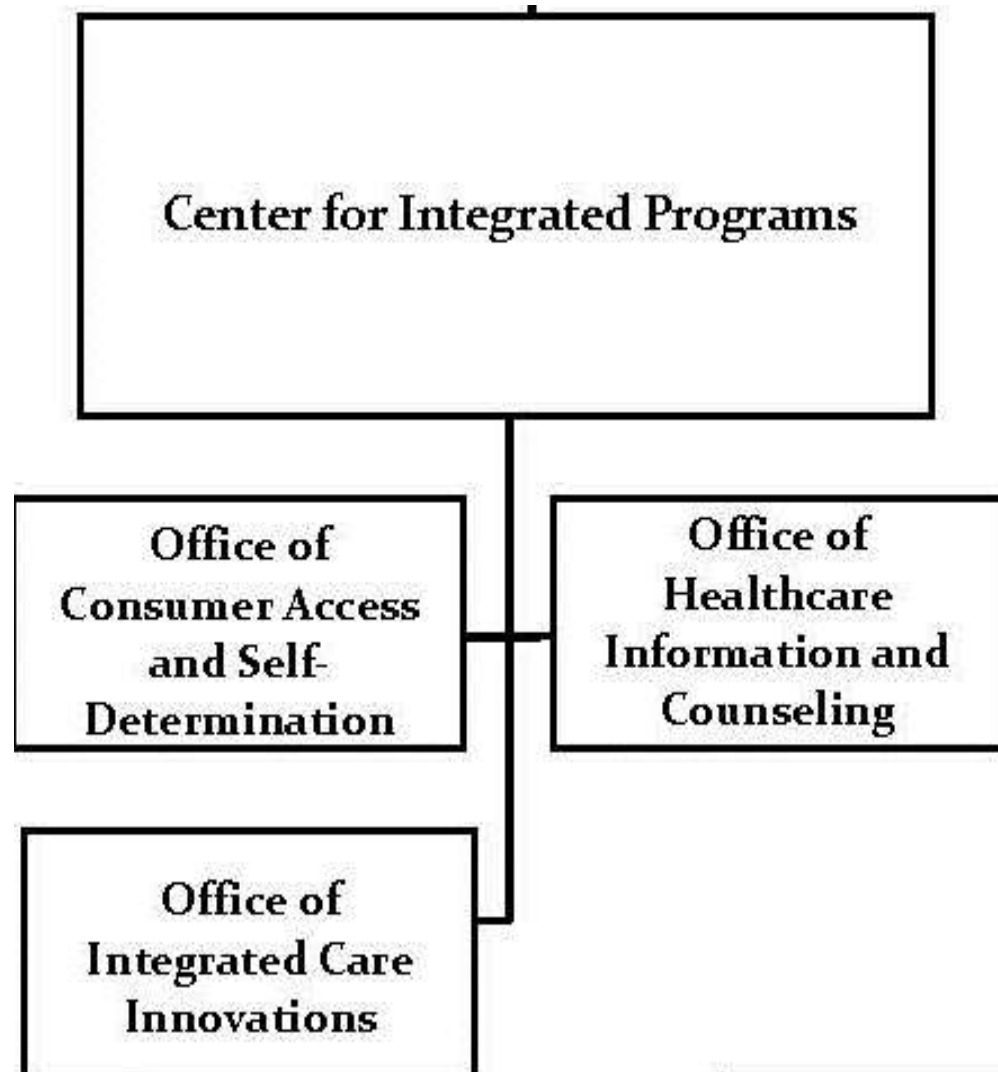 Center for Integrated Programs
Office of
Consumer Access
and Self-
Determination
Office of
Healthcare
Information and
Counseling
Office of
Integrated Care
Innovations